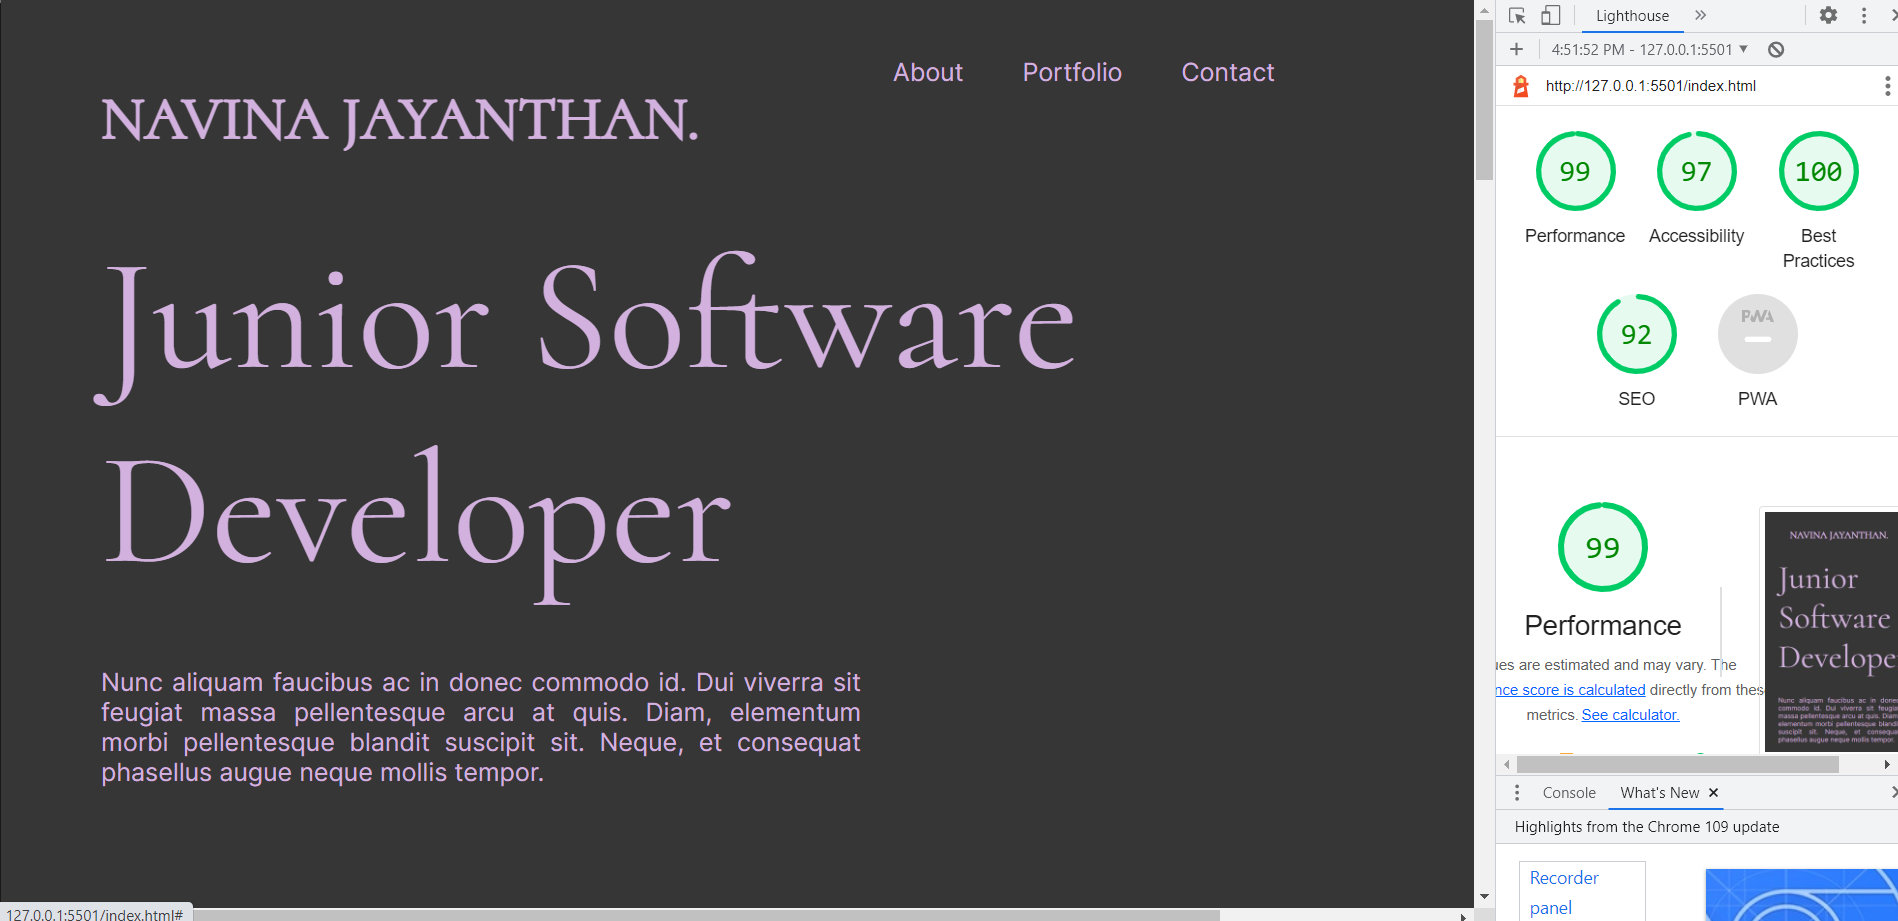 About Portfolio Contact
NAVINA JAYANTHAN.
Junior Software
Developer
Nunc aliquam faucibus ac in donec commodo id. Dui viverra sit
feugiat massa pellentesque arcu at quis. Diam, elementum
morbi pellentesque blandit suscipit sit. Neque, et consequat
phasellus augue neque mollis tempor.
127.0.0.1:5501/index.html#
Lighthouse
4:51:52 PM - 127.0.0.1:5501
http://127.0.0.1:5501/index.html
99 97 100
Performance Accessibility Best
Practices
92 PWA
SEO PWA
99
Performance
are estimated and may vary. The
score is calculated directly from
metrics. See calculator.
NAVINA JAYANTHAN.
Junior
Software
Develope
Nunc aliquam faucibus ac in donec
commodo id. Dui viverra sit feugiat
massa pellentesque arcu at quis. Diam,
elementum morbi pellentesque blandit
suscipit sit. Neque, et consequat
phasellus augue neque mollis tempor.
Console What's New
Highlights from the Chrome 109 update
Recorder
panel